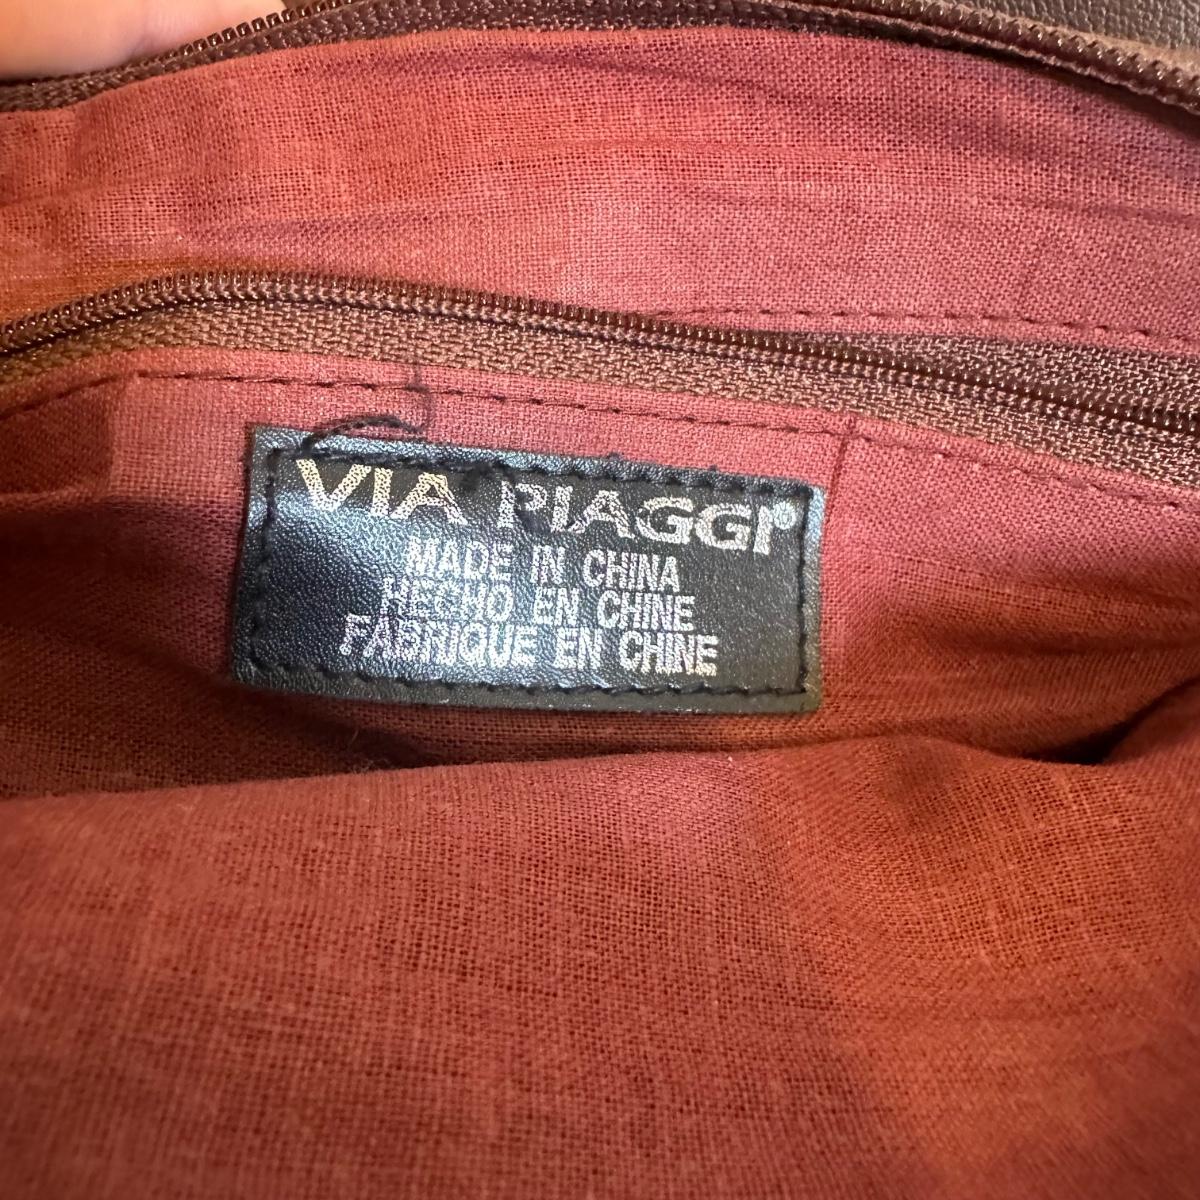 VIA PIAGGI®
MADE IN CHINA
HECHO EN CHINE
FABRIQUE EN CHINE